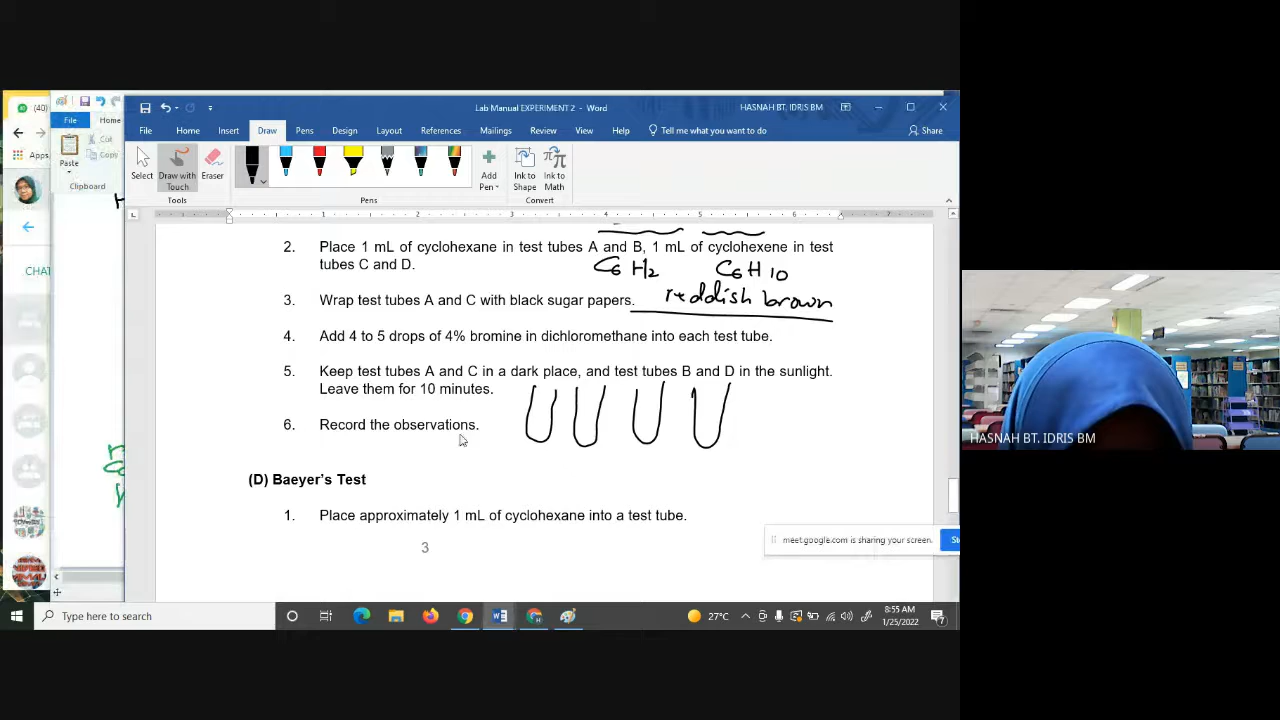 (40)
Lab Manual EXPERIMENT 2 - Word
HASNAH BT. IDRIS BM
File
Home
File Home Insert Draw Pens Design Layout References Mailings Review View Help Tell me what you want to do Share
Apps
Paste
Cut
Copy
Clipboard
Select
Draw with Touch
Eraser
Add Pen
Ink to Shape
Ink to Math
Tools
Pens
Convert
CHAT
2. Place 1 mL of cyclohexane in test tubes A and B, 1 mL of cyclohexene in test
tubes C and D.
C6 H2 C6H10
3. Wrap test tubes A and C with black sugar papers. reddish brown
4. Add 4 to 5 drops of 4% bromine in dichloromethane into each test tube.
5. Keep test tubes A and C in a dark place, and test tubes B and D in the sunlight.
Leave them for 10 minutes.
6. Record the observations.
(D) Baeyer's Test
1. Place approximately 1 mL of cyclohexane into a test tube.
3
meet.google.com is sharing your screen.
HASNAH BT. IDRIS BM
Type here to search
27°C
8:55 AM
1/25/2022